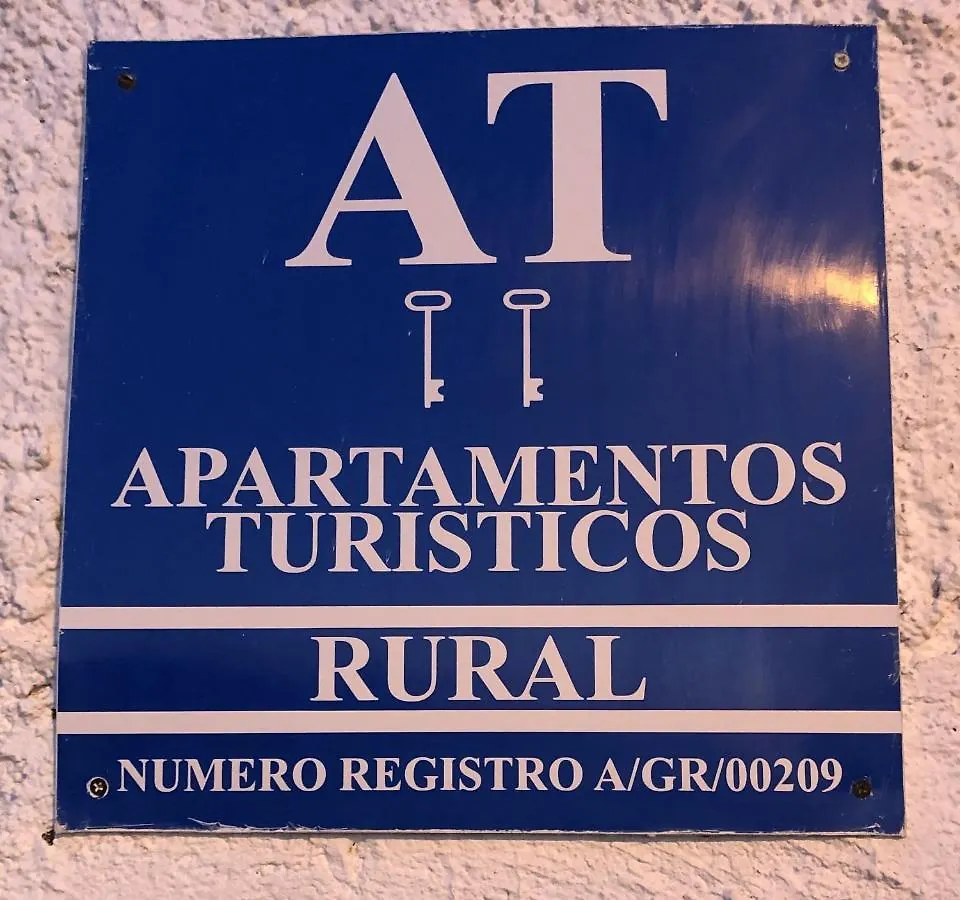 AT
APARTAMENTOS
TURISTICOS
RURAL
NUMERO REGISTRO A/GR/00209